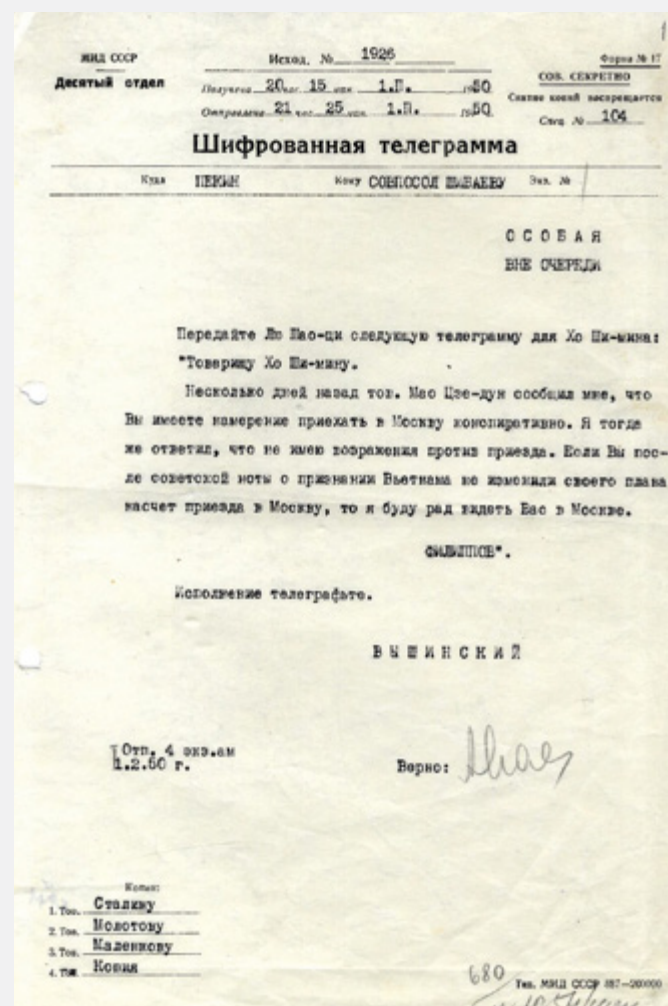 МИД СССР
Десятый отдел
Исход. № 1926
Получена 20 час. 15 мин. 1.П. 1950
Отправлена 21 час. 25 мин. 1.П. 1950
Форма № 17
СОВ. СЕКРЕТНО
Снятие копий воспрещается
Спец № 104
Шифрованная телеграмма
Куда ПЕКИН Кому СОВПОСОЛ ШИБАЕВУ Экз. №
ОСОБАЯ
ВНЕ ОЧЕРЕДИ
Передайте Лю Шао-ци следующую телеграмму для Хо Ши-мина:
"Товарищу Хо Ши-мину.
Несколько дней назад тов. Мао Цзе-дун сообщил мне, что
Вы имеете намерение приехать в Москву конспиративно. Я тогда
же ответил, что не имею возражения против приезда. Если Вы пос-
ле советской ноты о признании Вьетнама не изменили своего плана
насчет приезда в Москву, то я буду рад видеть Вас в Москве.
ФИЛИППОВ".
Исполнение телеграфьте.
ВЫШИНСКИЙ
Отп. 4 экз.ам
1.2.50 г.
Верно:
Копии:
1. Тов. Сталину
2. Тов. Молотову
3. Тов. Маленкову
4. Тов. Копия
680
Тип. МИД СССР 887—200000